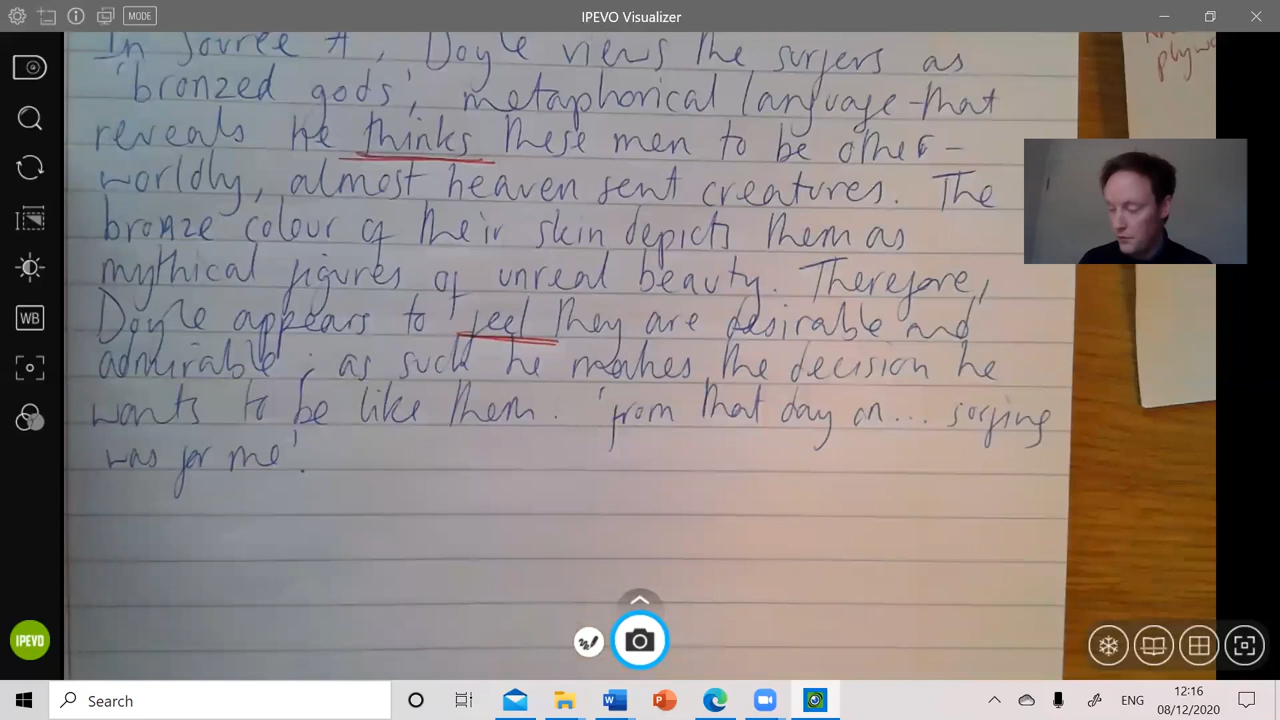 MODE
IPEVO Visualizer
In Source A, Doyle views the surfers as
'bronzed gods', metaphorical language that
reveals he thinks these men to be other-
worldly, almost heaven sent creatures. The
bronze colour of their skin depicts them as
mythical figures of unreal beauty. Therefore,
Doyle appears to feel they are desirable and
admirable; as such he makes the decision he
wants to be like them. 'from that day on... surfing
was for me'.
plywo
WB
IPEVO
Search
ENG
12:16
08/12/2020